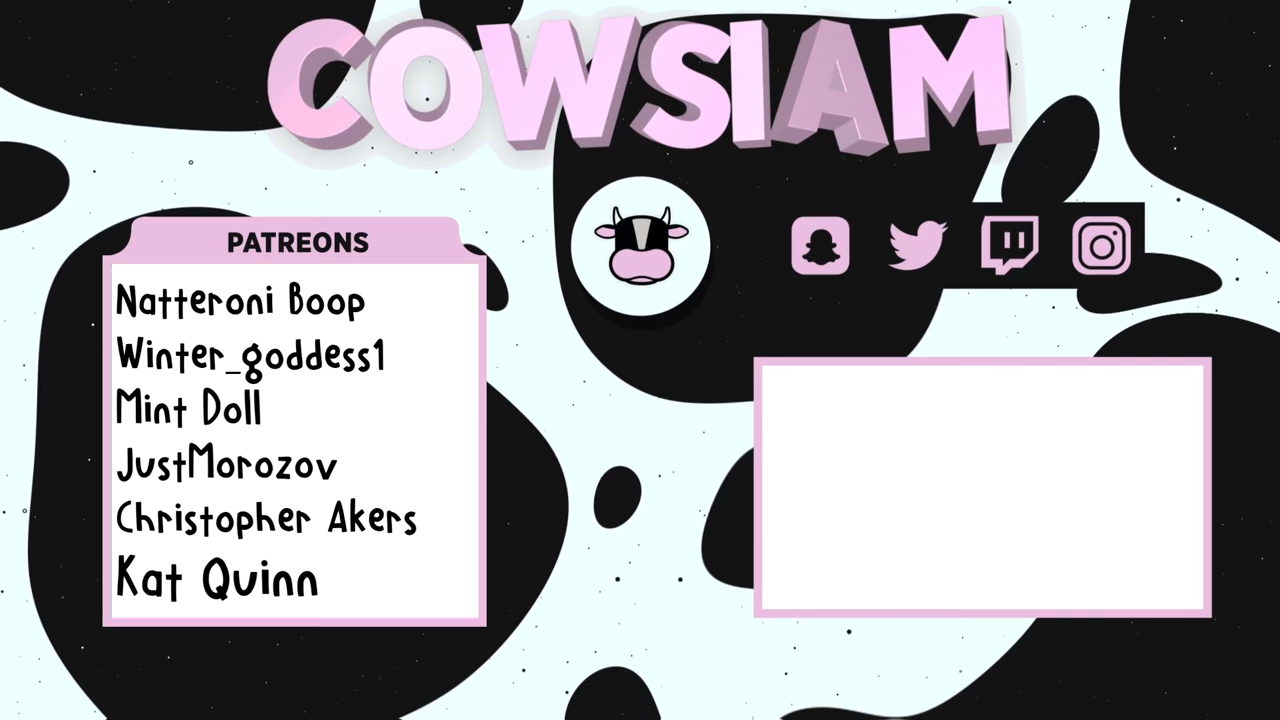 COWSIAM
PATREONS
Natteroni Boop
Winter_goddess1
Mint Doll
JustMorozov
Christopher Akers
Kat Quinn